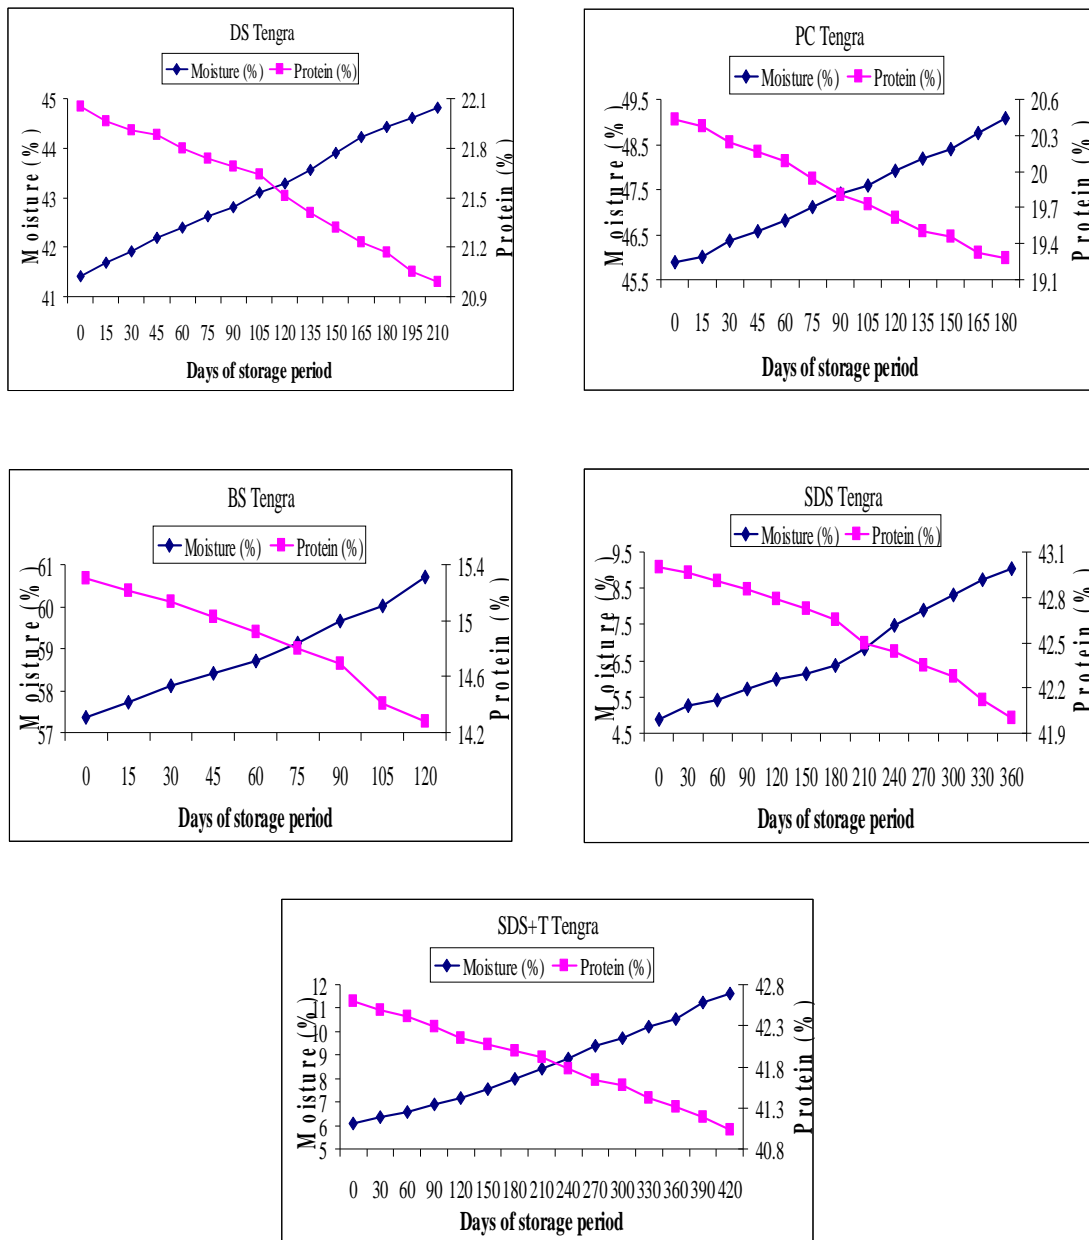 DS Tengra
Moisture (%) Protein (%)
45
44
43
42
41
Moisture (%)
22.1
21.8
21.5
21.2
20.9
Protein (%)
0 15 30 45 60 75 90 105 120 135 150 165 180 195 210
Days of storage period
PC Tengra
Moisture (%) Protein (%)
49.5
48.5
47.5
46.5
45.5
Moisture (%)
20.6
20.3
20
19.7
19.4
19.1
Protein (%)
0 15 30 45 60 75 90 105 120 135 150 165 180
Days of storage period
BS Tengra
Moisture (%) Protein (%)
61
60
59
58
57
Moisture (%)
15.4
15
14.6
14.2
Protein (%)
0 15 30 45 60 75 90 105 120
Days of storage period
SDS Tengra
Moisture (%) Protein (%)
9.5
8.5
7.5
6.5
5.5
4.5
Moisture (%)
43.1
42.8
42.5
42.2
41.9
Protein (%)
0 30 60 90 120 150 180 210 240 270 300 330 360
Days of storage period
SDS+T Tengra
Moisture (%) Protein (%)
12
11
10
9
8
7
6
5
Moisture (%)
42.8
42.3
41.8
41.3
40.8
Protein (%)
0 30 60 90 120 150 180 210 240 270 300 330 360 390 420
Days of storage period